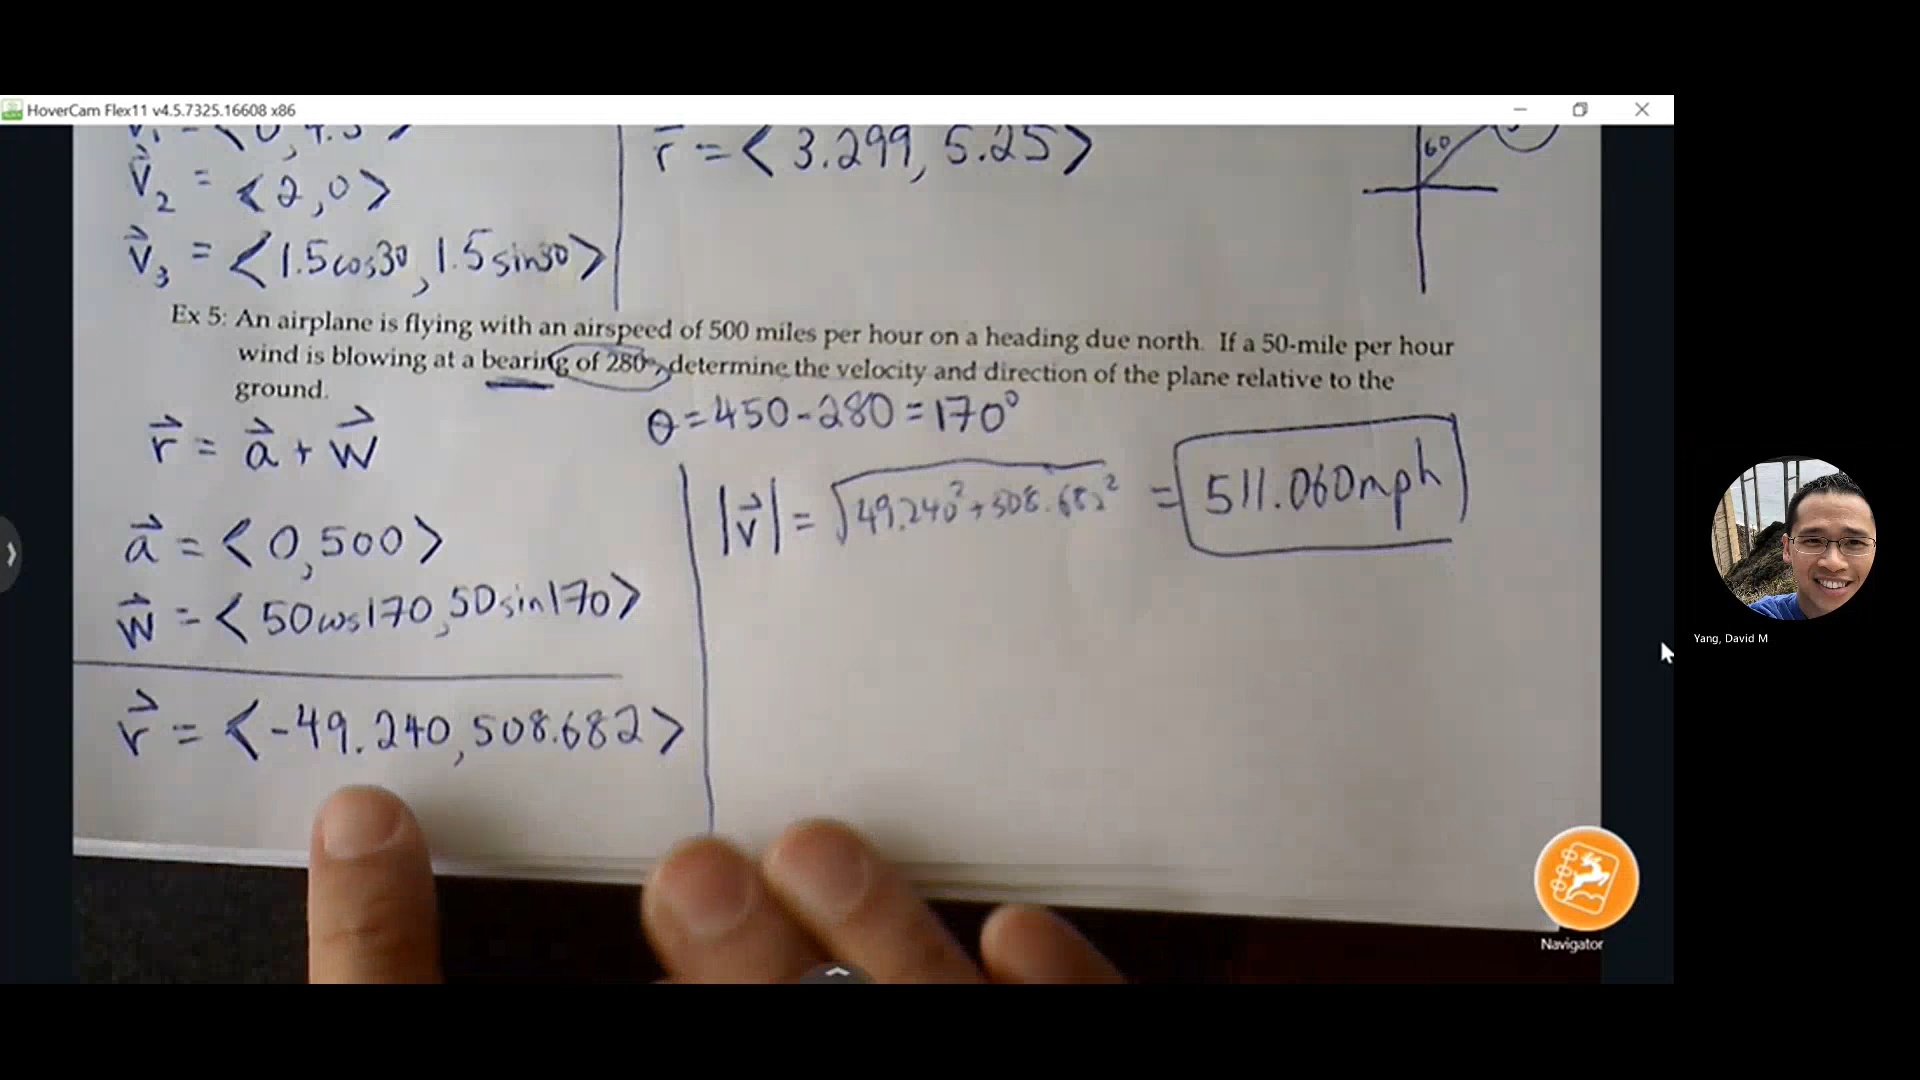 HoverCam Flex11 v4.5.7325.16608 x86
r = < 3.299, 5.25 >
60
v₂ = < 2, 0 >
v₃ = < 1.5cos30, 1.5sin30 >
Ex 5: An airplane is flying with an airspeed of 500 miles per hour on a heading due north. If a 50-mile per hour
wind is blowing at a bearing of 280°, determine the velocity and direction of the plane relative to the
ground.
r = a + w
θ = 450 - 280 = 170°
a = < 0, 500 >
w = < 50cos170, 50sin170 >
r = < -49.240, 508.682 >
|v| = √49.240² + 508.682² = 511.060mph
Yang, David M
Navigator